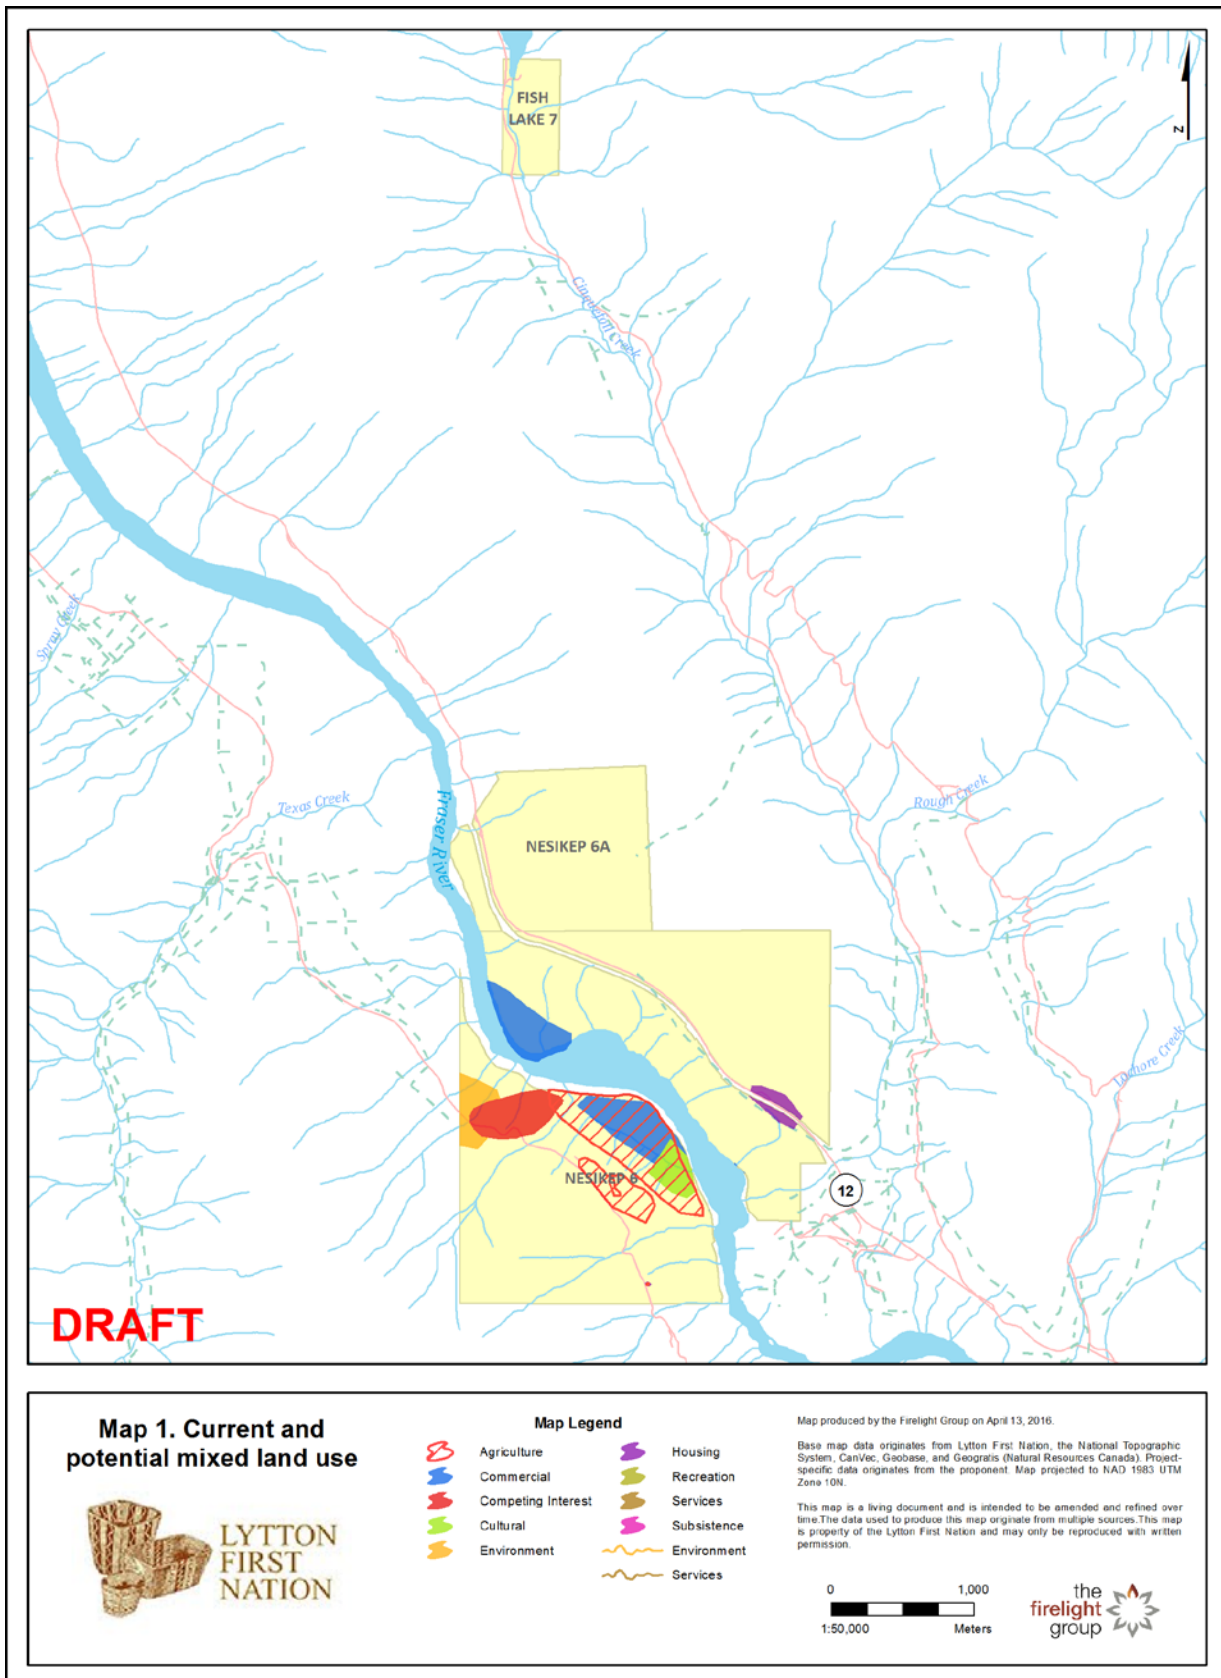 FISH
LAKE 7
N
Cinquefoil Creek
Spray Creek
Texas Creek
Fraser River
NESIKEP 6A
Rough Creek
Lochore Creek
NESIKEP 6
12
DRAFT
Map 1. Current and
potential mixed land use
LYTTON
FIRST
NATION
Map Legend
Agriculture
Commercial
Competing Interest
Cultural
Environment
Housing
Recreation
Services
Subsistence
Environment
Services
Map produced by the Firelight Group on April 13, 2016.
Base map data originates from Lytton First Nation, the National Topographic
System, CanVec, Geobase, and Geogratis (Natural Resources Canada). Project-
specific data originates from the proponent. Map projected to NAD 1983 UTM
Zone 10N.
This map is a living document and is intended to be amended and refined over
time.The data used to produce this map originate from multiple sources.This map
is property of the Lytton First Nation and may only be reproduced with written
permission.
0 1,000
1:50,000 Meters
the
firelight
group